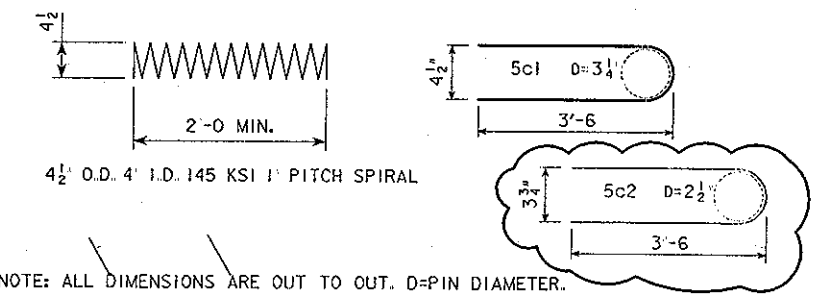 4½
2'-0 MIN.
4½" O.D. 4" I.D. 145 KSI 1" PITCH SPIRAL
4½"
5c1 D=3¼"
3'-6
3¾"
5c2 D=2½"
3'-6
NOTE: ALL DIMENSIONS ARE OUT TO OUT. D=PIN DIAMETER.